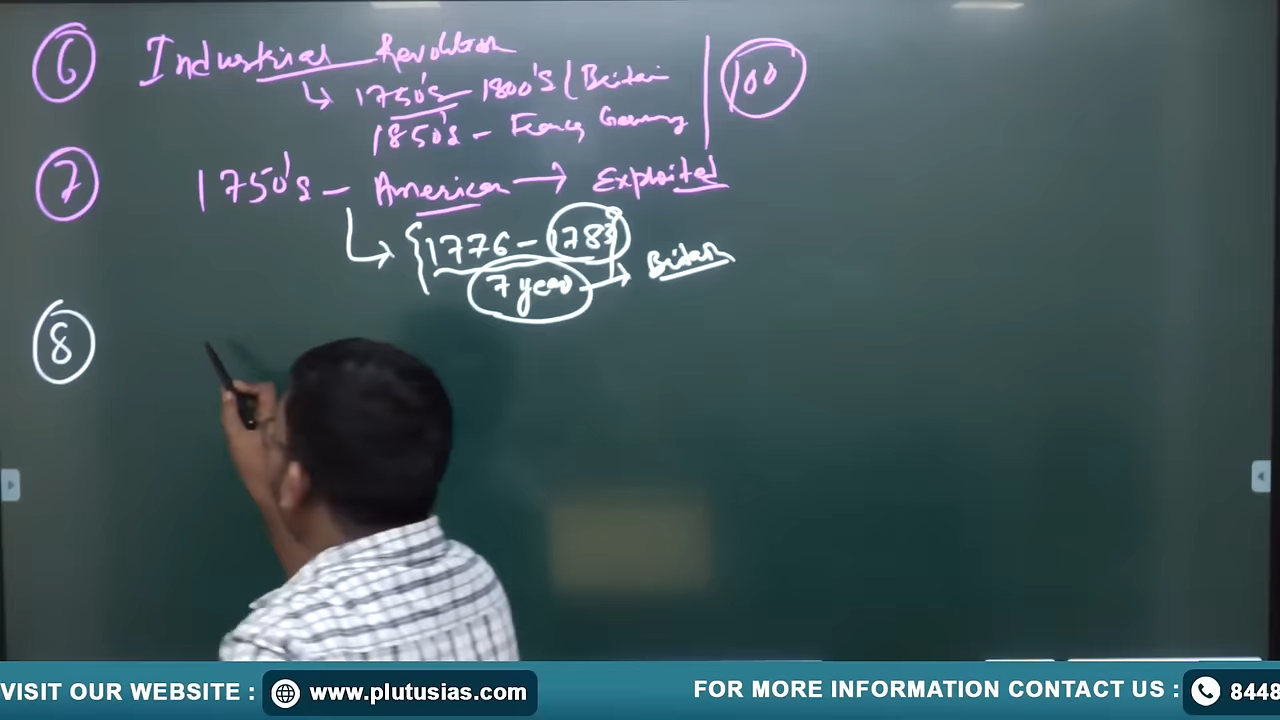 6 Industrial Revolution
↳ 1750's - 1800's (Britain
1850's - France, Germany
100
7 1750's - American → Exploited
1776 - 1783
7 year → Britain
8
VISIT OUR WEBSITE : www.plutusias.com FOR MORE INFORMATION CONTACT US : 8448